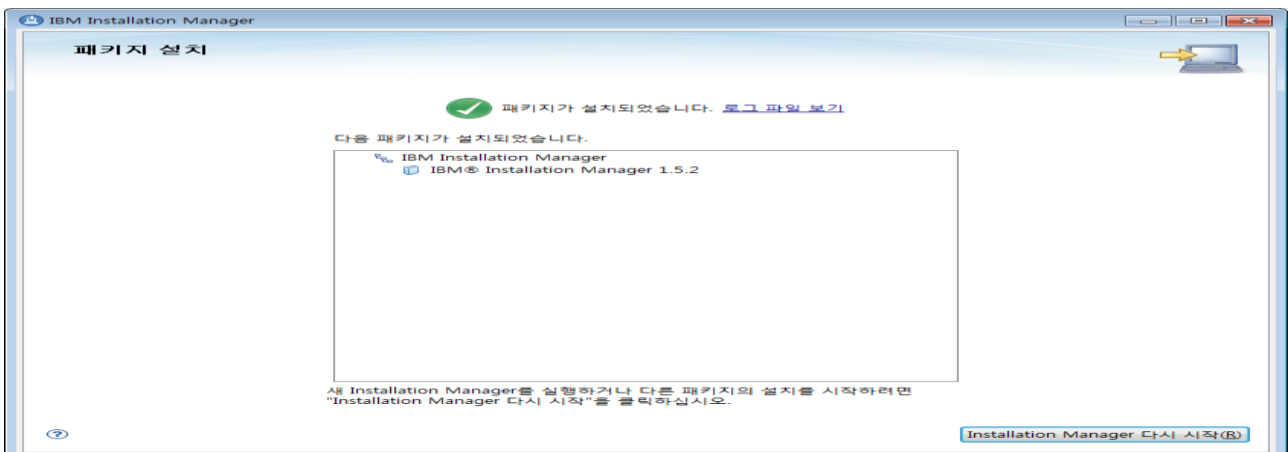 IBM Installation Manager
패키지 설치
패키지가 설치되었습니다. 로그 파일 보기
다음 패키지가 설치되었습니다.
IBM Installation Manager
IBM® Installation Manager 1.5.2
새 Installation Manager를 실행하거나 다른 패키지의 설치를 시작하려면
"Installation Manager 다시 시작"을 클릭하십시오.
Installation Manager 다시 시작(R)